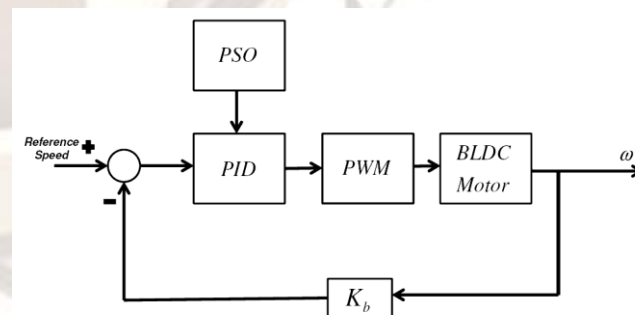 PSO
Reference
Speed
+
-
PID
PWM
BLDC
Motor
ω
K_b